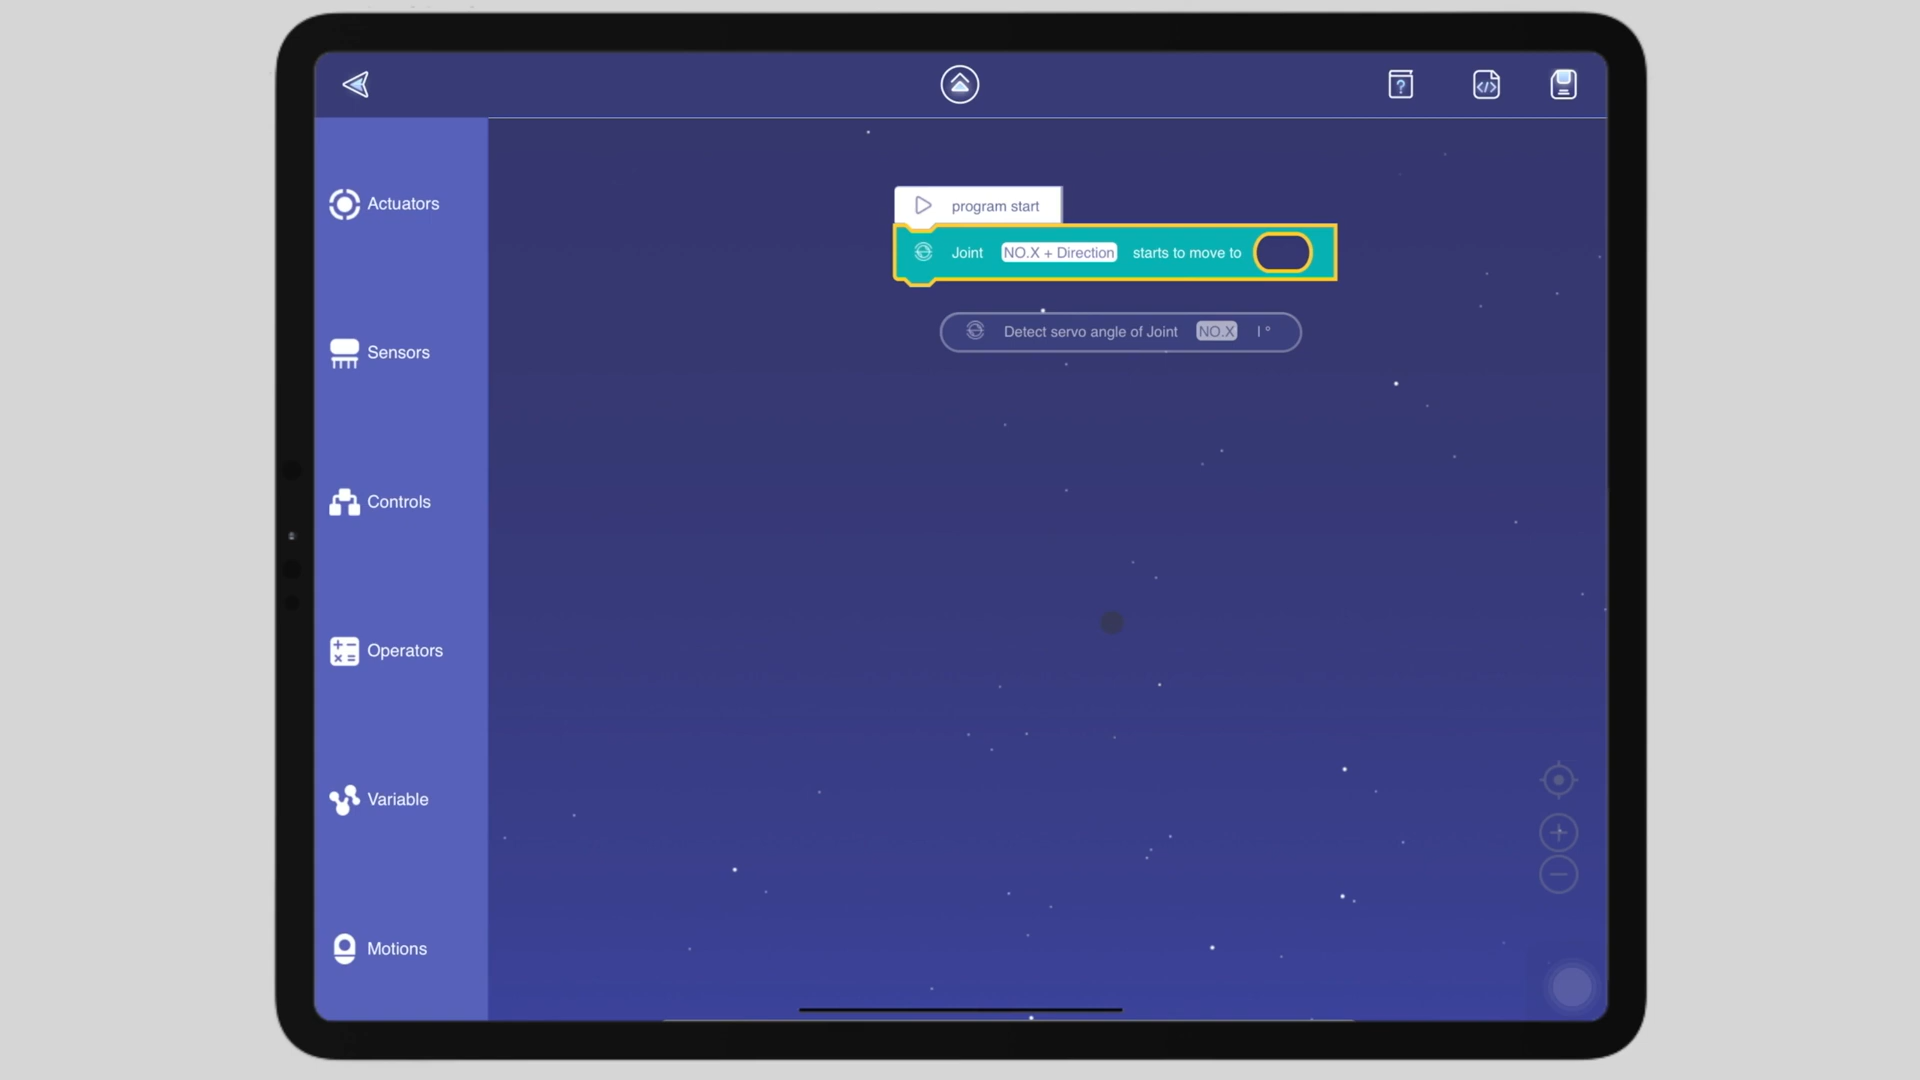 program start
Joint NO.X + Direction starts to move to
Detect servo angle of Joint NO.X | °
Actuators
Sensors
Controls
Operators
Variable
Motions